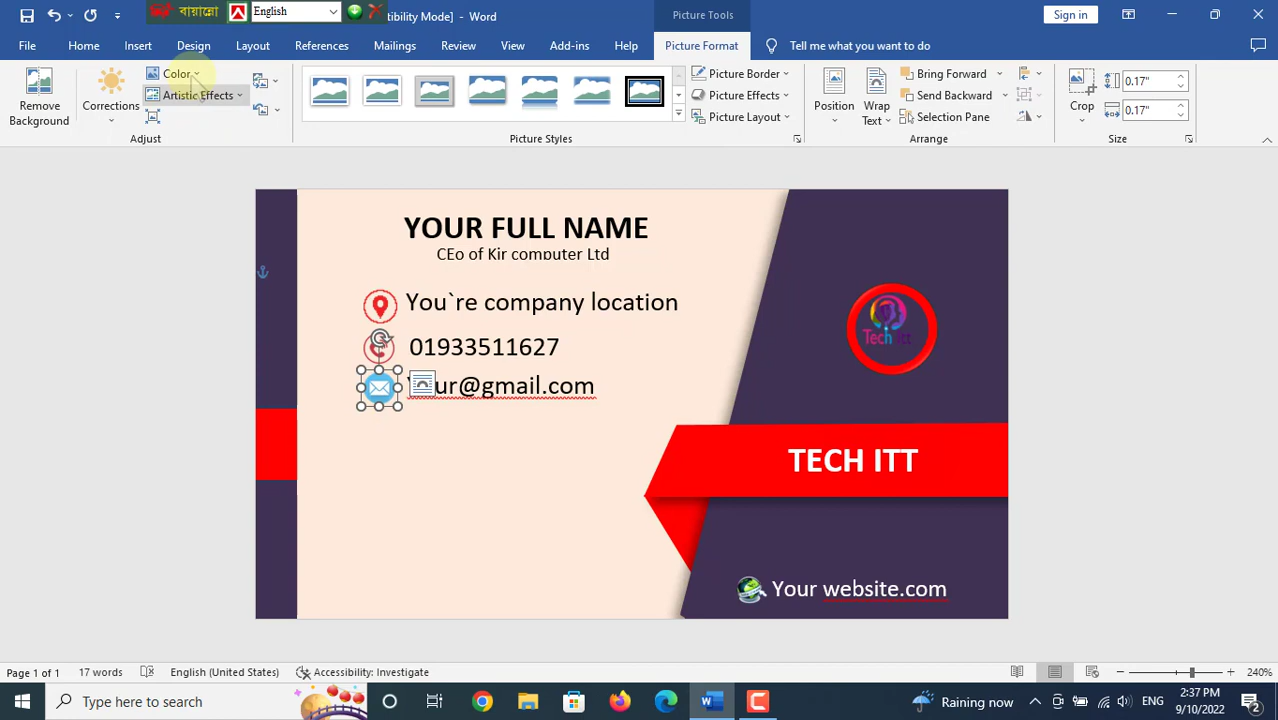 বায়ান্নো
English
tibility Mode] - Word
Picture Tools
Sign in
File
Home
Insert
Design
Layout
References
Mailings
Review
View
Add-ins
Help
Picture Format
Tell me what you want to do
Remove
Background
Corrections
Color
Artistic Effects
Adjust
Picture Styles
Picture Border
Picture Effects
Picture Layout
Position
Wrap
Text
Bring Forward
Send Backward
Selection Pane
Arrange
Crop
0.17"
0.17"
Size
YOUR FULL NAME
CEo of Kir computer Ltd
You`re company location
01933511627
ur@gmail.com
Tech Itt
TECH ITT
Your website.com
Page 1 of 1
17 words
English (United States)
Accessibility: Investigate
240%
Type here to search
Raining now
ENG
2:37 PM
9/10/2022
2